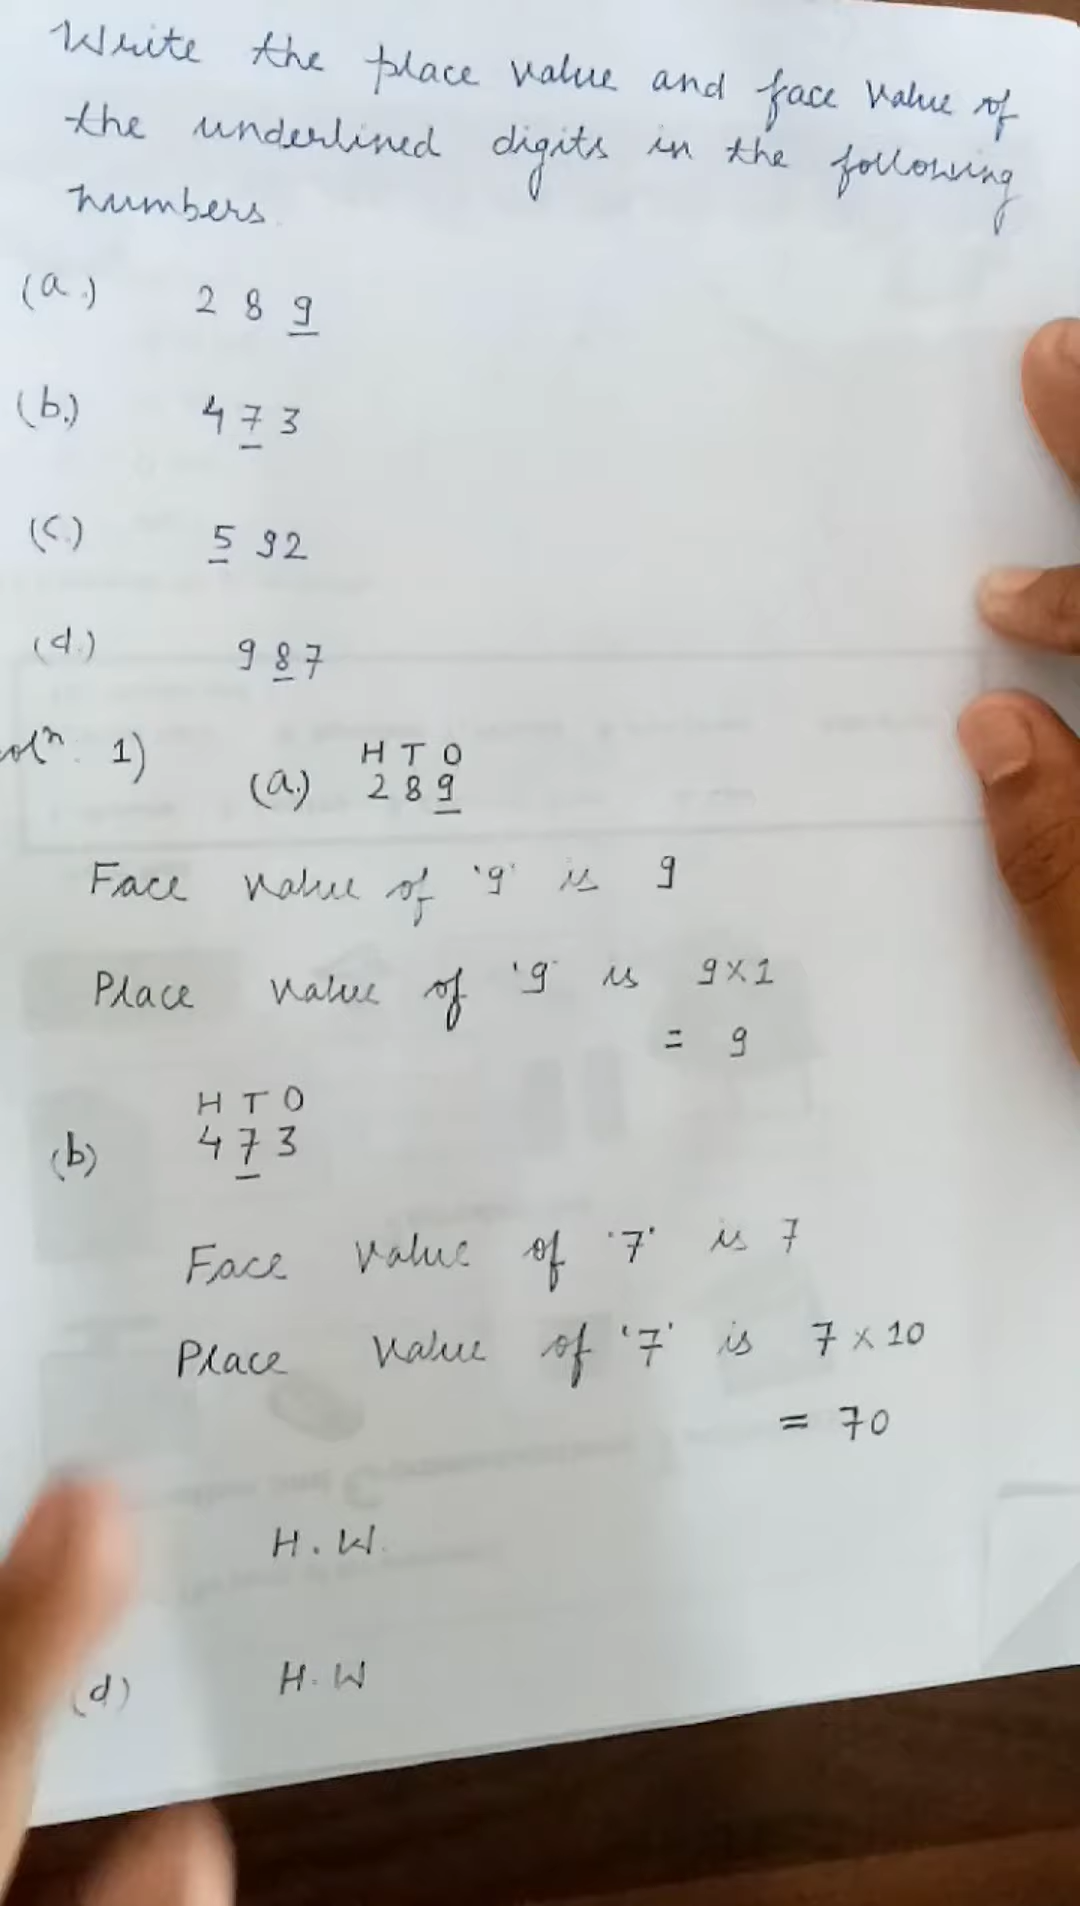 Write the place value and face value of
the underlined digits in the following
numbers.
(a.) 2 8 9
(b.) 4 7 3
(c.) 5 9 2
(d.) 9 8 7
solⁿ. 1)
H T O
(a.) 2 8 9
Face value of '9' is 9
Place value of '9' is 9 × 1
= 9
H T O
(b) 4 7 3
Face value of '7' is 7
Place value of '7' is 7 × 10
= 70
H. W.
(d) H. W